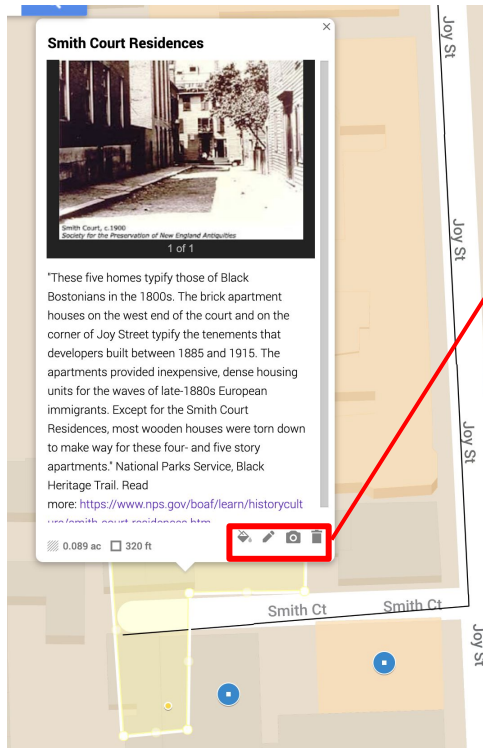 Smith Court Residences
Smith Court, c.1900
Society for the Preservation of New England Antiquities
1 of 1
"These five homes typify those of Black
Bostonians in the 1800s. The brick apartment
houses on the west end of the court and on the
corner of Joy Street typify the tenements that
developers built between 1885 and 1915. The
apartments provided inexpensive, dense housing
units for the waves of late-1880s European
immigrants. Except for the Smith Court
Residences, most wooden houses were torn down
to make way for these four- and five story
apartments." National Parks Service, Black
Heritage Trail. Read
more: https://www.nps.gov/boaf/learn/historycult
ure/smith-court-residences.htm
0.089 ac 320 ft
Joy St
Joy St
Joy St
Smith Ct Smith Ct
Joy St